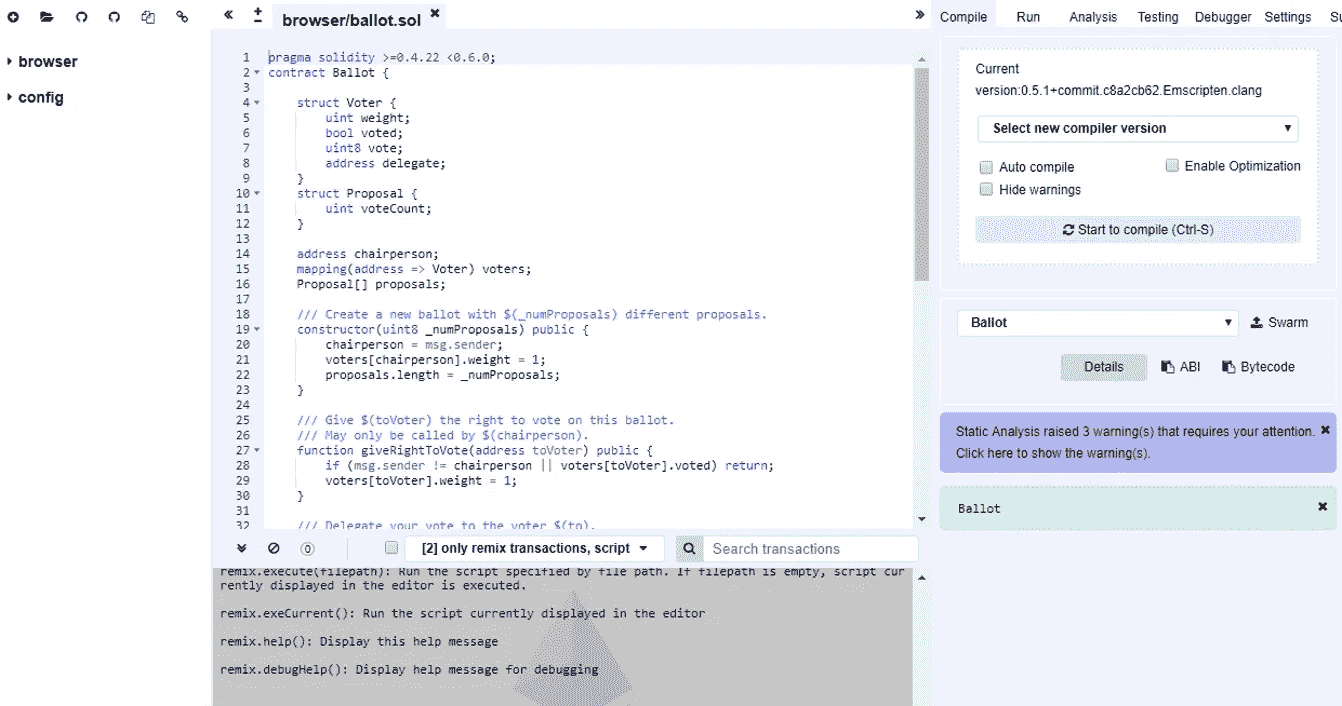 browser/ballot.sol
Compile Run Analysis Testing Debugger Settings
browser
config
1 pragma solidity >=0.4.22 <0.6.0;
2 contract Ballot {
3
4 struct Voter {
5 uint weight;
6 bool voted;
7 uint8 vote;
8 address delegate;
9 }
10 struct Proposal {
11 uint voteCount;
12 }
13
14 address chairperson;
15 mapping(address => Voter) voters;
16 Proposal[] proposals;
17
18 /// Create a new ballot with $(_numProposals) different proposals.
19 constructor(uint8 _numProposals) public {
20 chairperson = msg.sender;
21 voters[chairperson].weight = 1;
22 proposals.length = _numProposals;
23 }
24
25 /// Give $(toVoter) the right to vote on this ballot.
26 /// May only be called by $(chairperson).
27 function giveRightToVote(address toVoter) public {
28 if (msg.sender != chairperson || voters[toVoter].voted) return;
29 voters[toVoter].weight = 1;
30 }
31
32 /// Delegate your vote to the voter $(to).
0
[2] only remix transactions, script
Search transactions
remix.execute(filepath): Run the script specified by file path. If filepath is empty, script cur
rently displayed in the editor is executed.
remix.exeCurrent(): Run the script currently displayed in the editor
remix.help(): Display this help message
remix.debugHelp(): Display help message for debugging
Current
version:0.5.1+commit.c8a2cb62.Emscripten.clang
Select new compiler version
Auto compile
Enable Optimization
Hide warnings
Start to compile (Ctrl-S)
Ballot
Swarm
Details
ABI
Bytecode
Static Analysis raised 3 warning(s) that requires your attention.
Click here to show the warning(s).
Ballot